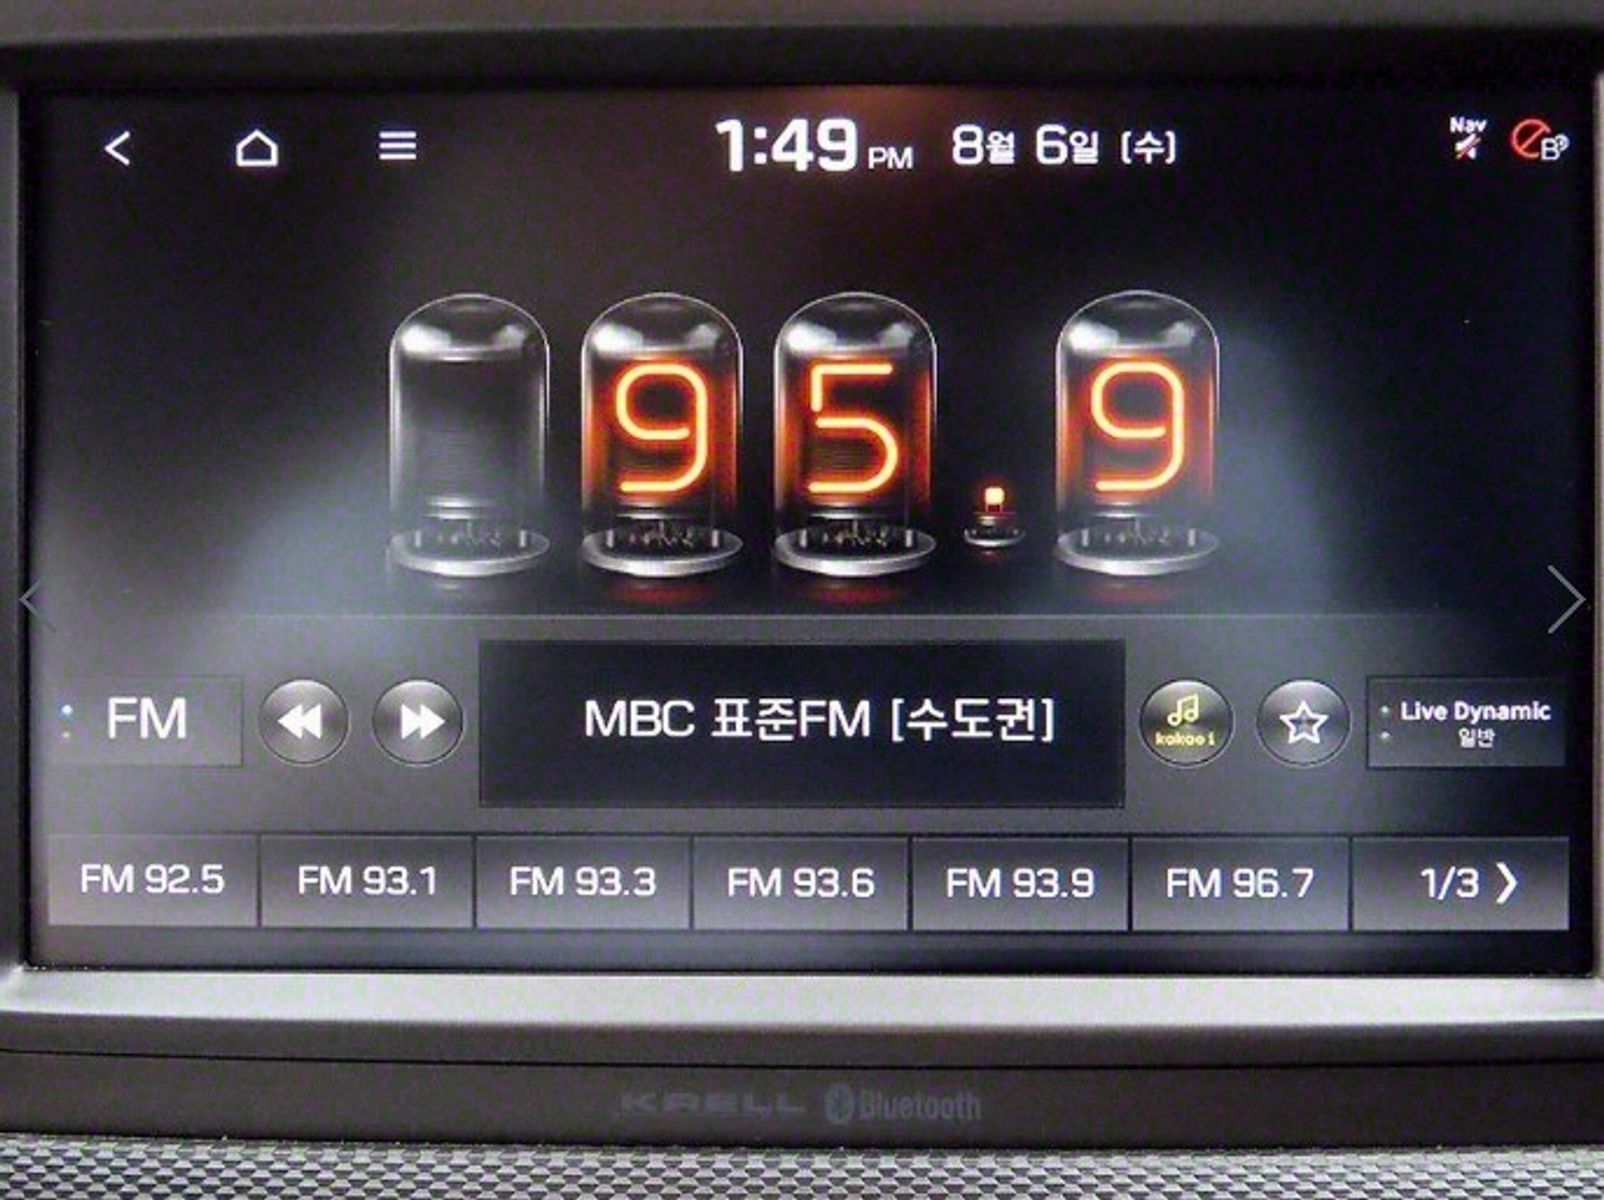 1:49 PM 8월 6일 (수)
Nav
95.9
FM
MBC 표준FM [수도권]
kakao i
Live Dynamic
일반
FM 92.5
FM 93.1
FM 93.3
FM 93.6
FM 93.9
FM 96.7
1/3
KRELL Bluetooth